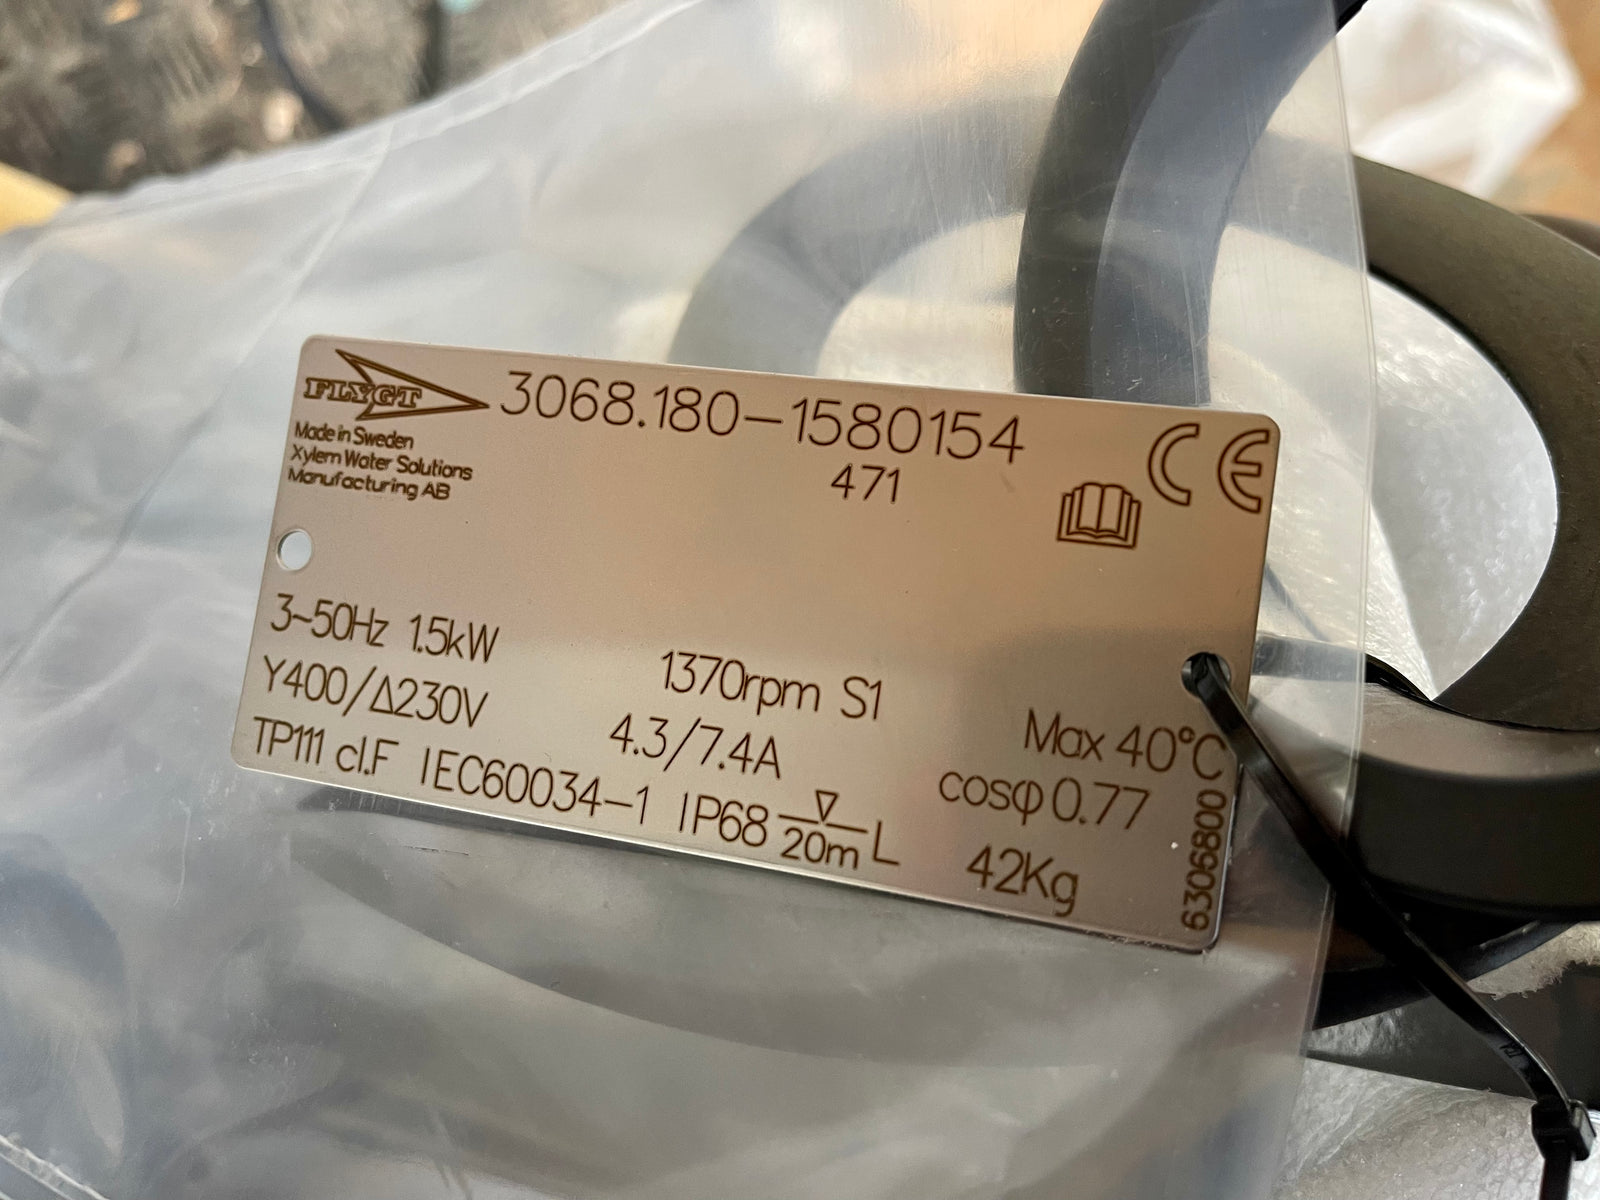 FLYGT
3068.180-1580154
471
CE
Made in Sweden
Xylem Water Solutions
Manufacturing AB
3~50Hz 1.5kW
1370rpm S1
Y400/Δ230V
4.3/7.4A
Max 40°C
TP111 cl.F IEC60034-1 IP68 ▽ 20m L
cosφ 0.77
42Kg
6306800